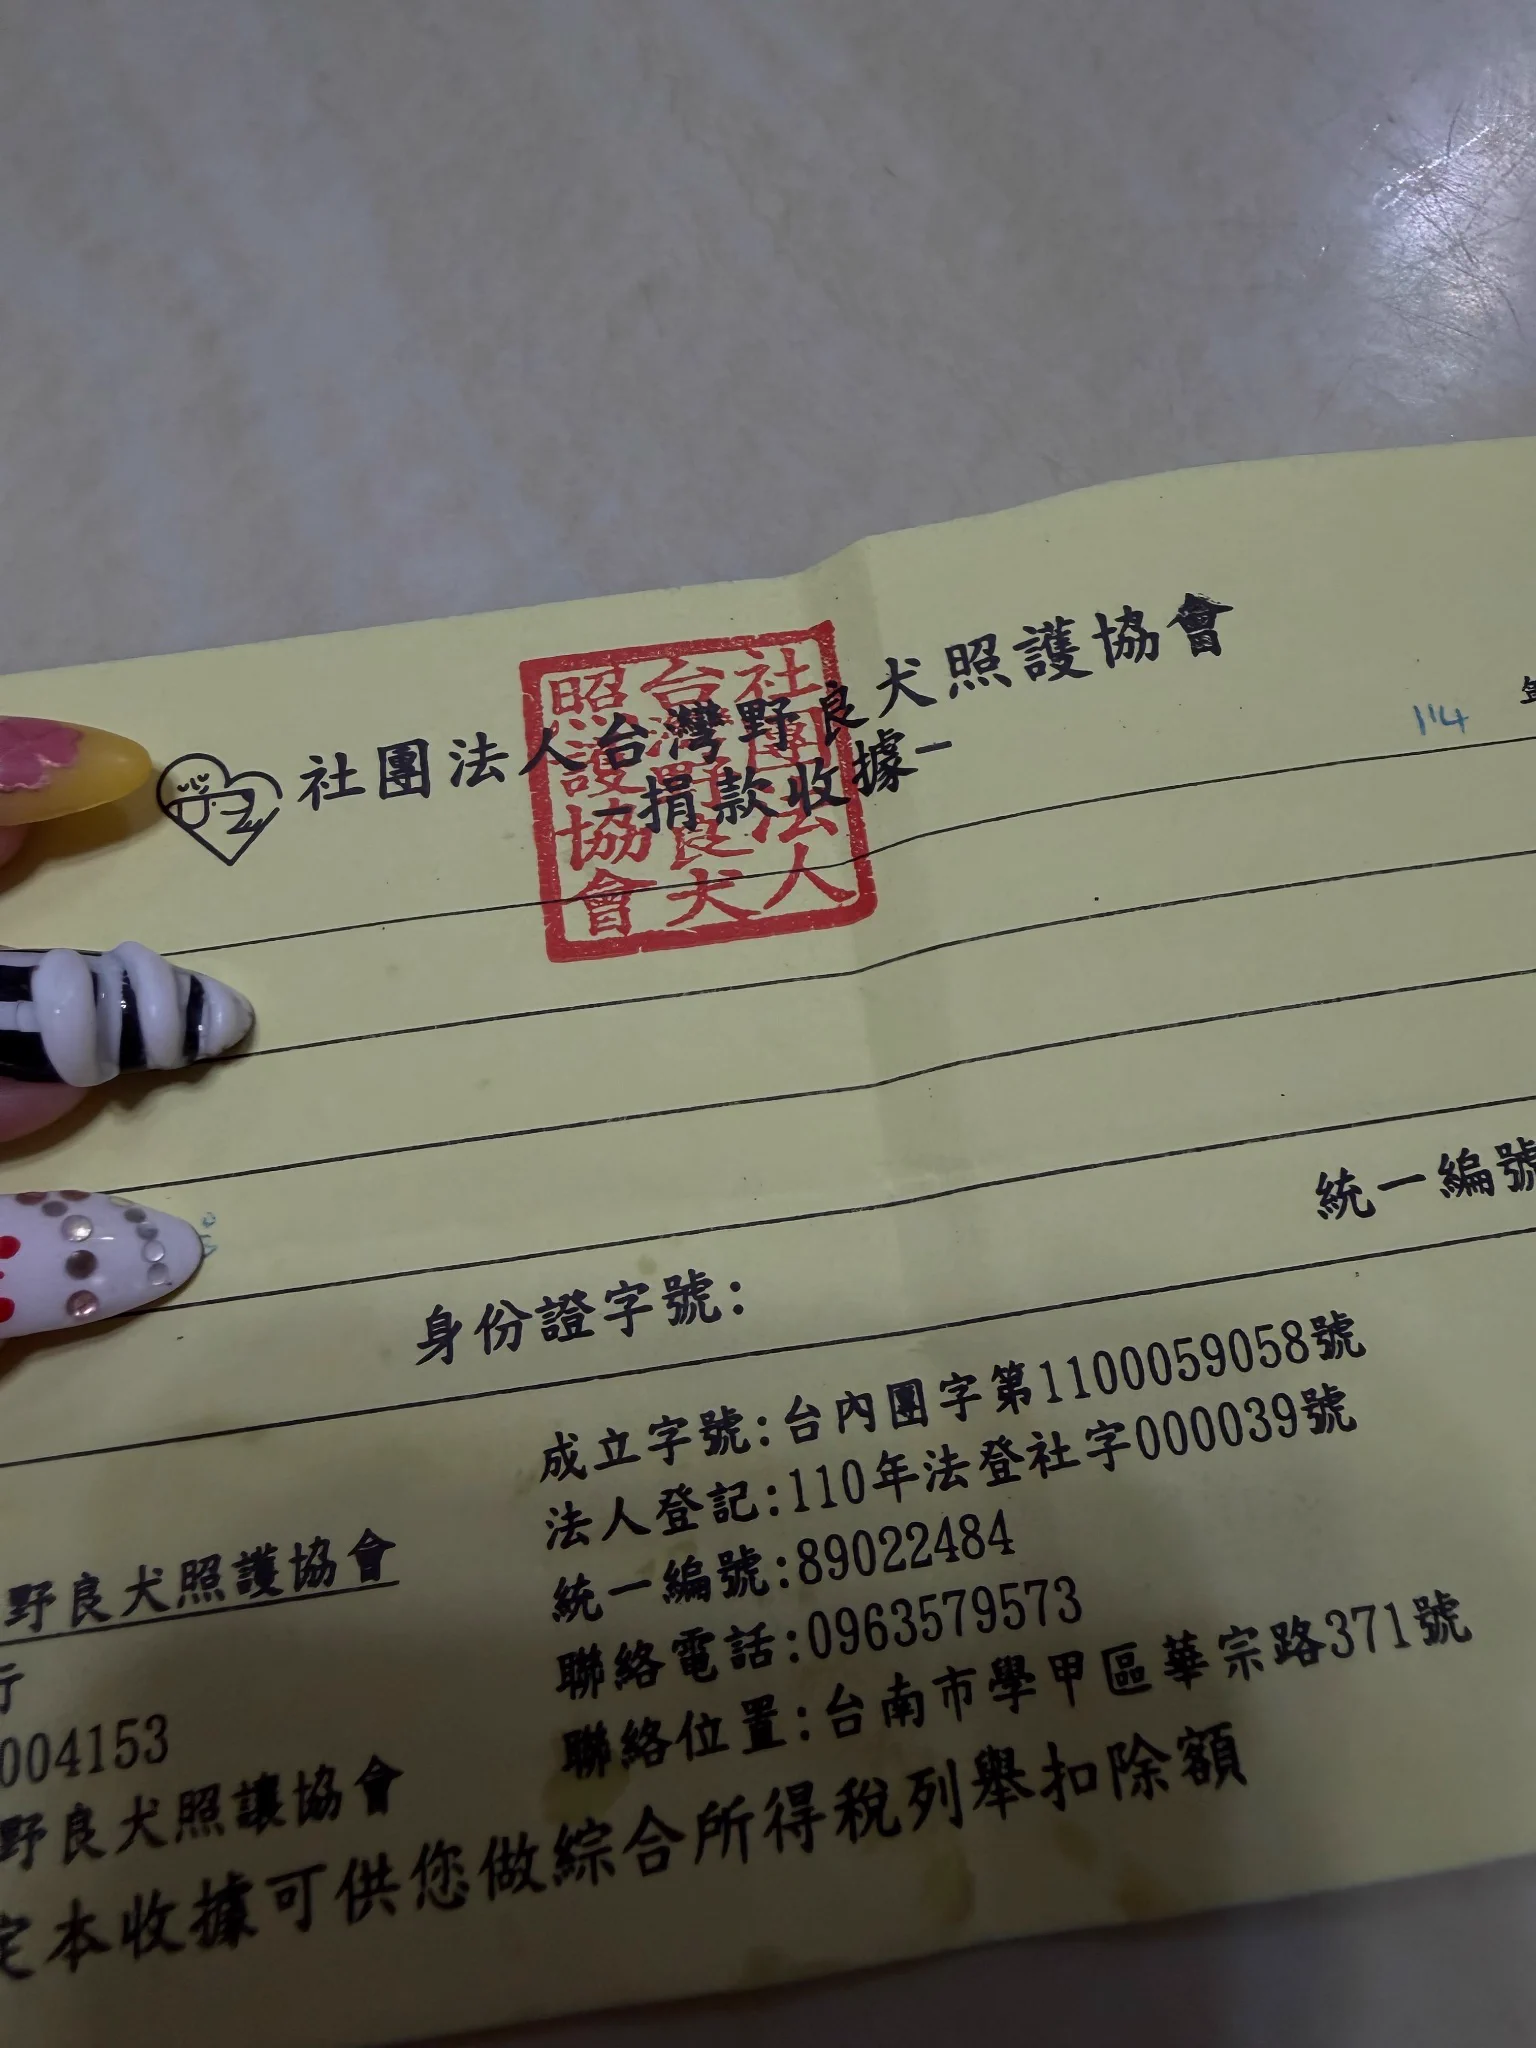 社團法人台灣野良犬照護協會
-捐款收據-
社團法人
台灣野良犬
照護協會
114
統一編號
身份證字號:
成立字號:台內團字第1100059058號
法人登記:110年法登社字000039號
統一編號:89022484
聯絡電話:0963579573
聯絡位置:台南市學甲區華宗路371號
野良犬照護協會
行
004153
野良犬照護協會
定本收據可供您做綜合所得稅列舉扣除額